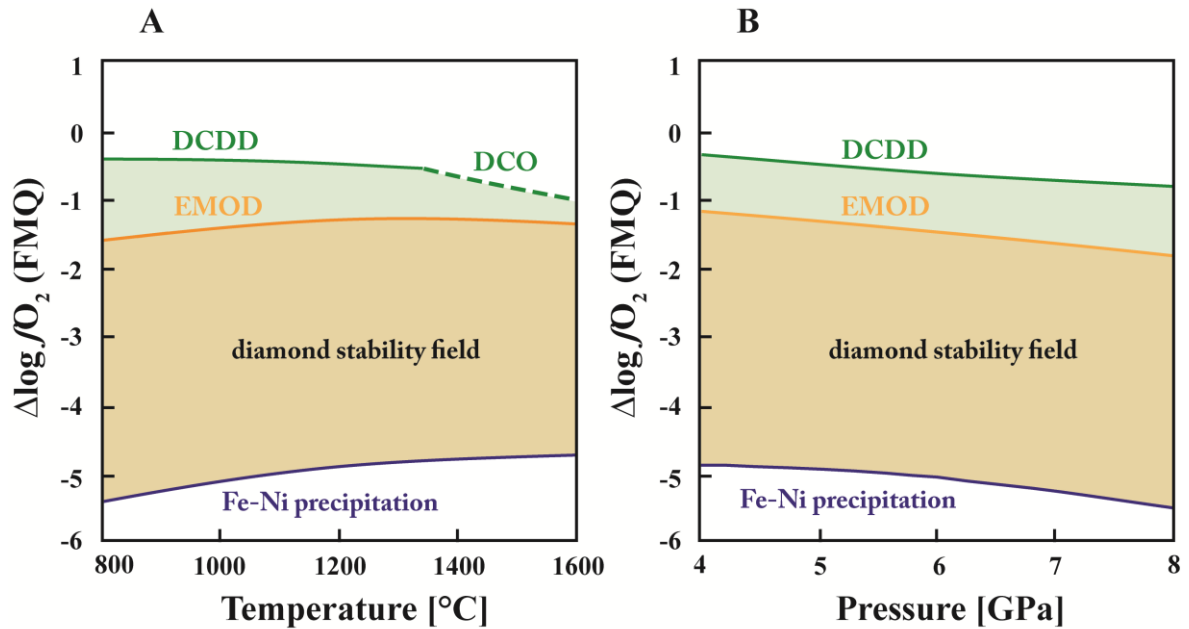 A
1
0
-1
-2
-3
-4
-5
-6
Δlog fO₂ (FMQ)
DCDD
DCO
EMOD
diamond stability field
Fe-Ni precipitation
800 1000 1200 1400 1600
Temperature [°C]
B
1
0
-1
-2
-3
-4
-5
-6
Δlog fO₂ (FMQ)
DCDD
EMOD
diamond stability field
Fe-Ni precipitation
4 5 6 7 8
Pressure [GPa]